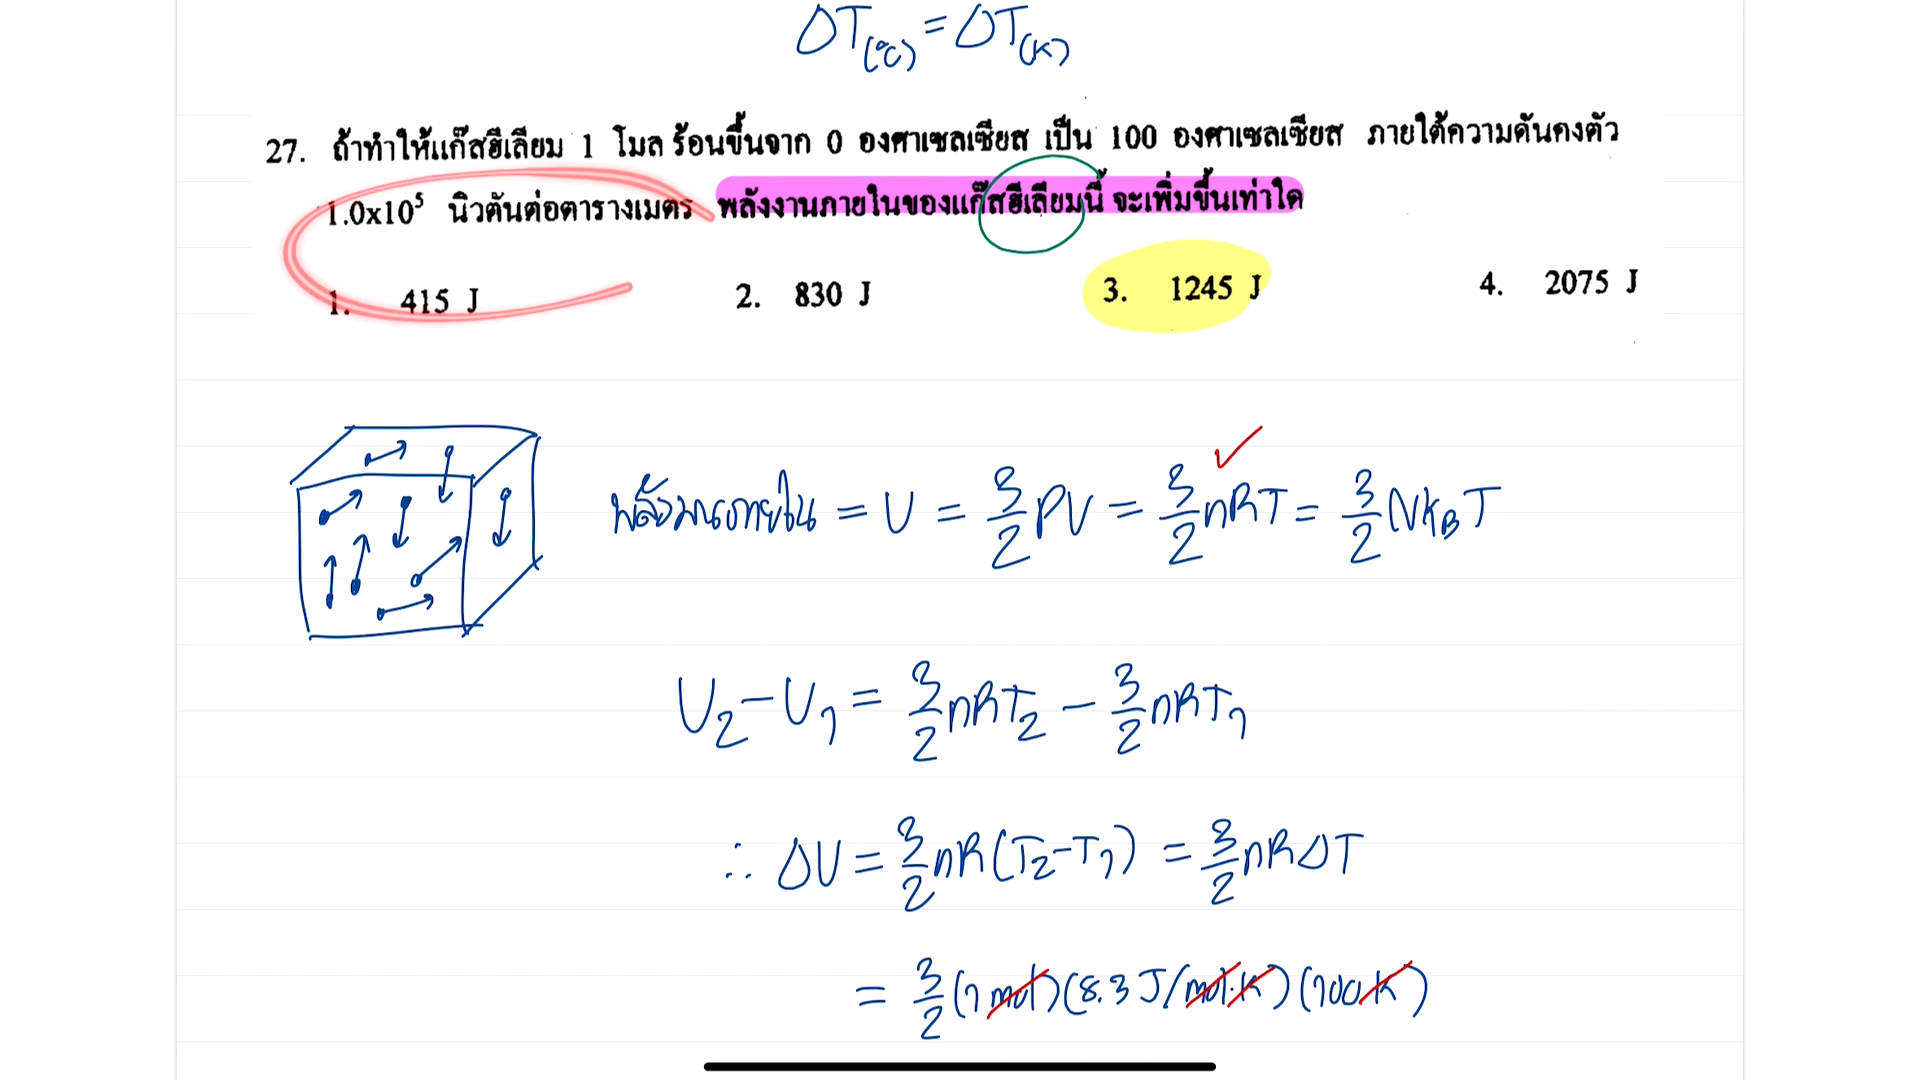 ΔT(°C) = ΔT(K)
27. ถ้าทำให้แก๊สฮีเลียม 1 โมล ร้อนขึ้นจาก 0 องศาเซลเซียส เป็น 100 องศาเซลเซียส ภายใต้ความดันคงตัว
1.0x10⁵ นิวตันต่อตารางเมตร พลังงานภายในของแก๊สฮีเลียมนี้ จะเพิ่มขึ้นเท่าใด
1. 415 J 2. 830 J 3. 1245 J 4. 2075 J
พลังงานภายใน = U = 3/2 PV = 3/2 nRT = 3/2 Nk_B T
U₂ − U₁ = 3/2 nRT₂ − 3/2 nRT₁
∴ ΔU = 3/2 nR(T₂−T₁) = 3/2 nRΔT
= 3/2 (1 mol)(8.3 J/mol·K)(100 K)